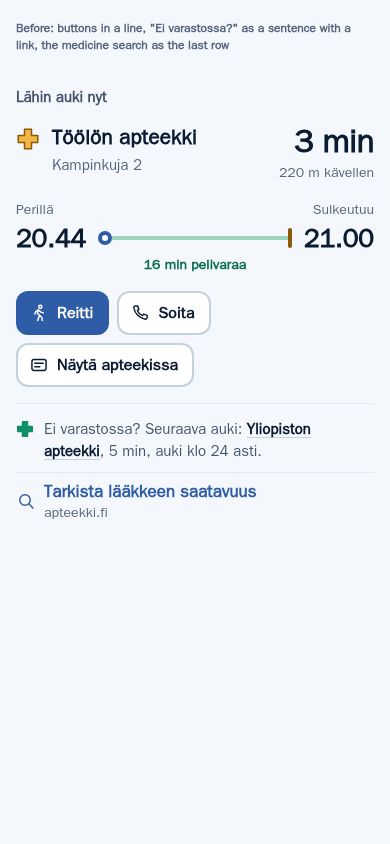 Before: buttons in a line, "Ei varastossa?" as a sentence with a
link, the medicine search as the last row
Lähin auki nyt
Töölön apteekki
Kampinkuja 2
3 min
220 m kävellen
Perillä
Sulkeutuu
20.44
21.00
16 min pelivaraa
Reitti
Soita
Näytä apteekissa
Ei varastossa? Seuraava auki: Yliopiston
apteekki, 5 min, auki klo 24 asti.
Tarkista lääkkeen saatavuus
apteekki.fi